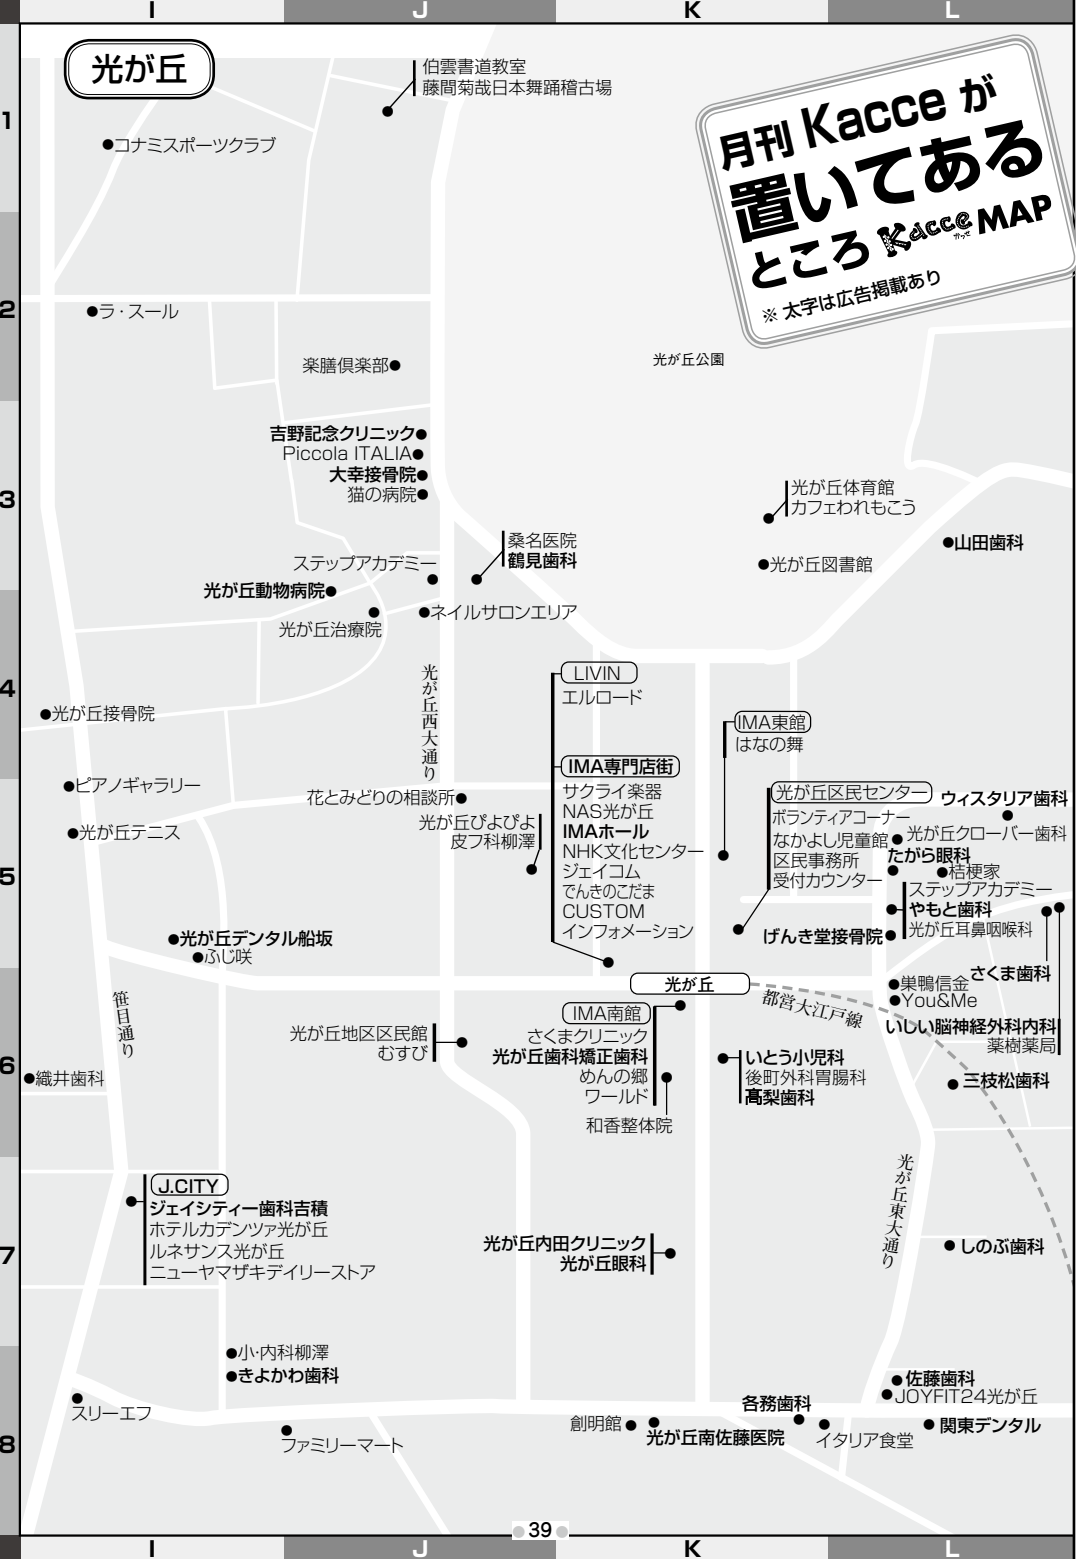 I
J
K
L
1
2
3
4
5
6
7
8
光が丘
月刊 Kacce が
置いてある
ところ Kacce MAP
かっせ
※ 太字は広告掲載あり
伯雲書道教室
藤間菊哉日本舞踊稽古場
●コナミスポーツクラブ
●ラ・スール
楽膳倶楽部●
光が丘公園
吉野記念クリニック●
Piccola ITALIA●
大幸接骨院●
猫の病院●
光が丘体育館
カフェわれもこう
●山田歯科
●光が丘図書館
桑名医院
鶴見歯科
ステップアカデミー
光が丘動物病院●
●ネイルサロンエリア
光が丘治療院
光が丘西大通り
LIVIN
エルロード
●光が丘接骨院
IMA東館
はなの舞
IMA専門店街
サクライ楽器
NAS光が丘
IMAホール
NHK文化センター
ジェイコム
でんきのこだま
CUSTOM
インフォメーション
●ピアノギャラリー
花とみどりの相談所●
●光が丘テニス
光が丘ぴよぴよ
皮フ科柳澤
光が丘区民センター
ボランティアコーナー
なかよし児童館
区民事務所
受付カウンター
ウィスタリア歯科
●光が丘クローバー歯科
たがら眼科
●桔梗家
ステップアカデミー
やもと歯科
光が丘耳鼻咽喉科
げんき堂接骨院●
●光が丘デンタル船坂
●ふじ咲
さくま歯科
●巣鴨信金
●You&Me
光が丘
都営大江戸線
笹目通り
いしい脳神経外科内科
薬樹薬局
IMA南館
さくまクリニック
光が丘歯科矯正歯科
めんの郷
ワールド
和香整体院
光が丘地区区民館
むすび
●いとう小児科
後町外科胃腸科
髙梨歯科
●織井歯科
●三枝松歯科
光が丘東大通り
J.CITY
ジェイシティー歯科吉積
ホテルカデンツァ光が丘
ルネサンス光が丘
ニューヤマザキデイリーストア
光が丘内田クリニック
光が丘眼科
●しのぶ歯科
●小・内科柳澤
●きよかわ歯科
スリーエフ
ファミリーマート
●佐藤歯科
●JOYFIT24光が丘
各務歯科
創明館●
光が丘南佐藤医院
イタリア食堂
●関東デンタル
39
I
J
K
L